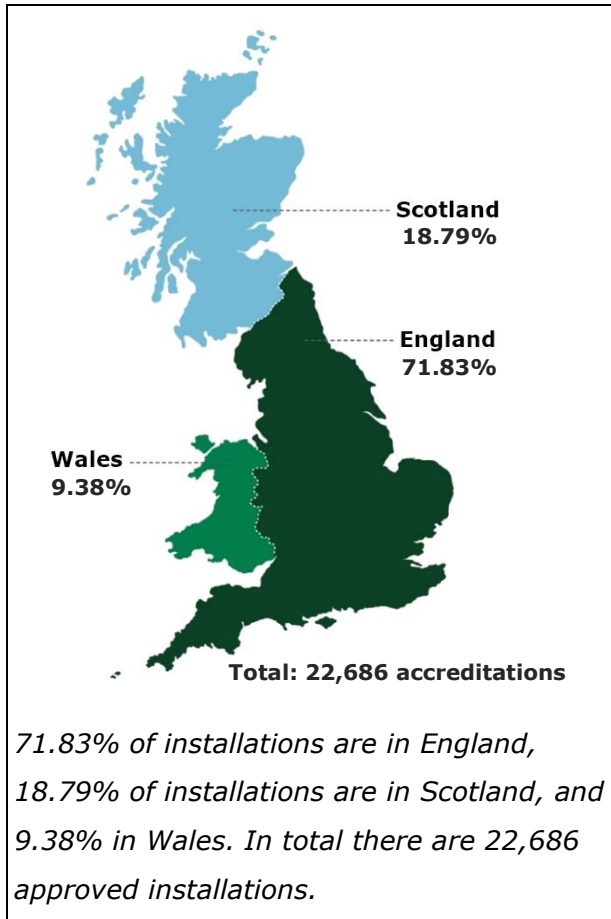 Scotland
18.79%
England
71.83%
Wales
9.38%
Total: 22,686 accreditations
71.83% of installations are in England,
18.79% of installations are in Scotland, and
9.38% in Wales. In total there are 22,686
approved installations.